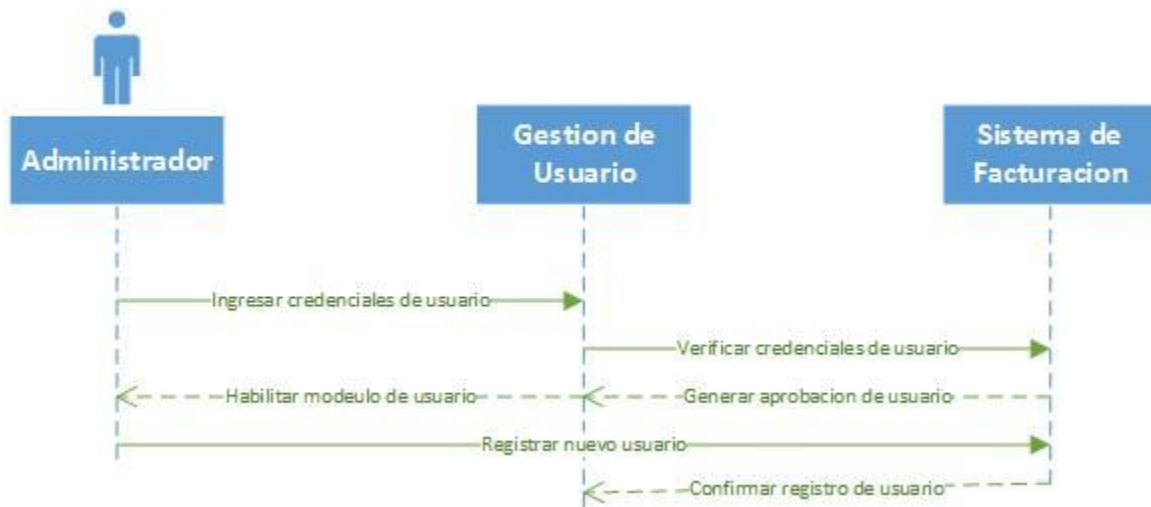 Administrador
Gestion de
Usuario
Sistema de
Facturacion
Ingresar credenciales de usuario
Verificar credenciales de usuario
Habilitar modeulo de usuario
Generar aprobacion de usuario
Registrar nuevo usuario
Confirmar registro de usuario